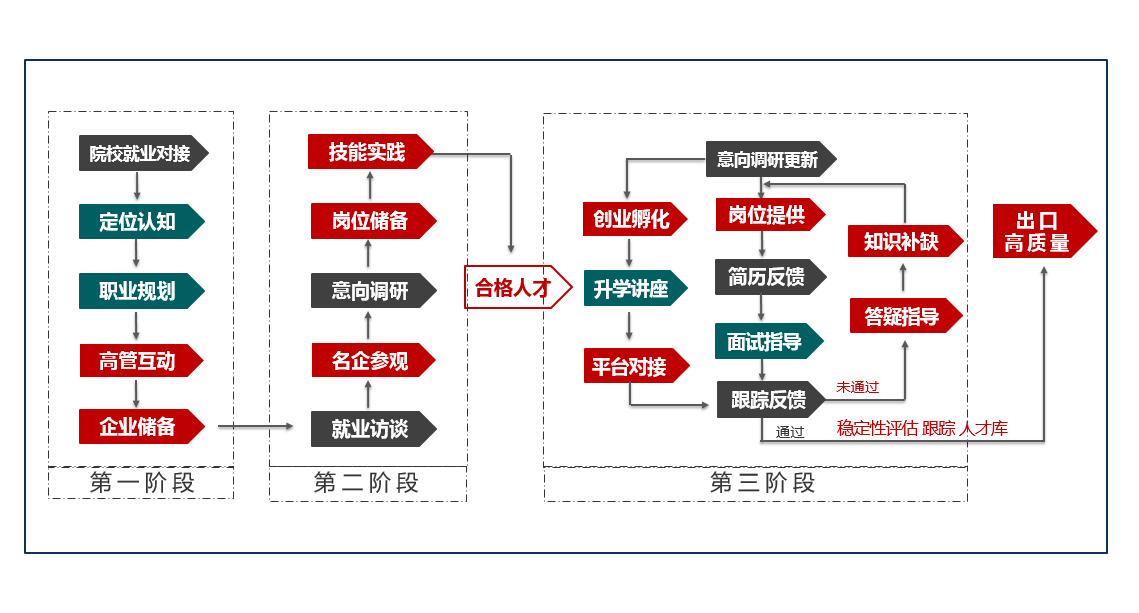 院校就业对接
定位认知
职业规划
高管互动
企业储备
第一阶段
技能实践
岗位储备
意向调研
名企参观
就业访谈
第二阶段
合格人才
意向调研更新
创业孵化
升学讲座
平台对接
岗位提供
简历反馈
面试指导
跟踪反馈
知识补缺
答疑指导
未通过
通过
稳定性评估 跟踪 人才库
第三阶段
出口
高质量